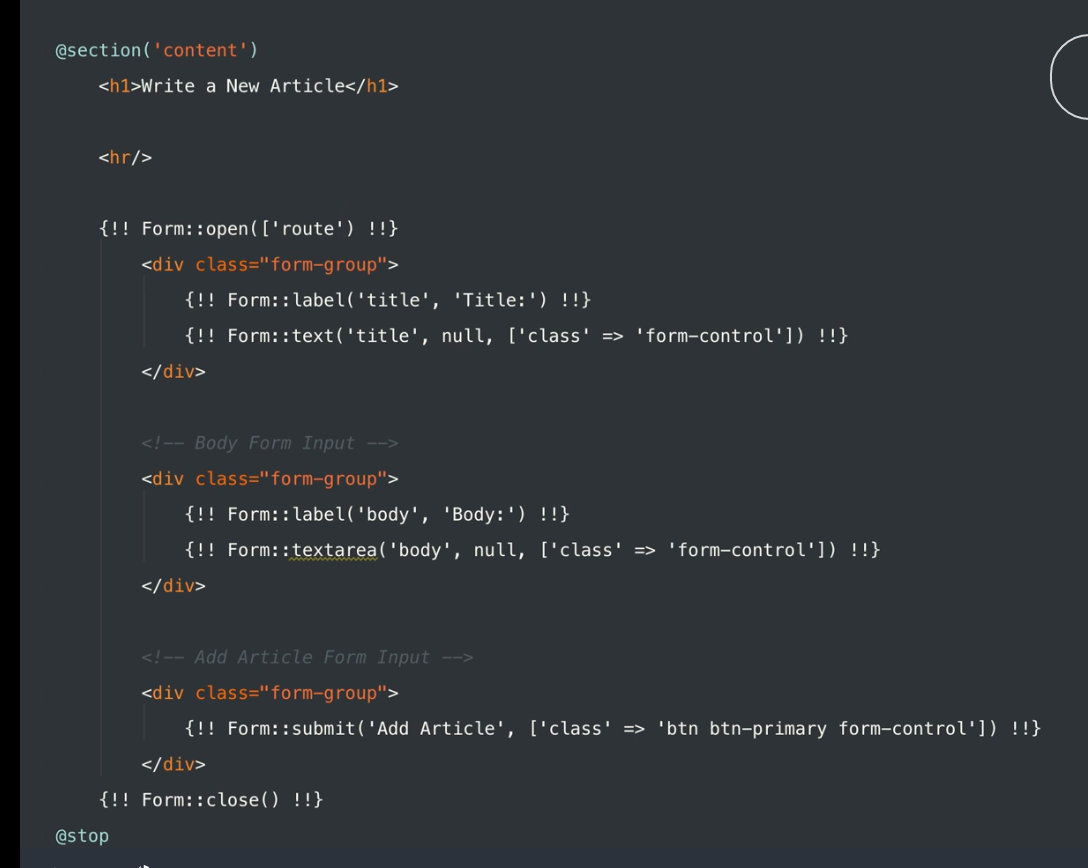 @section('content')
<h1>Write a New Article</h1>
<hr/>
{!! Form::open(['route') !!}
<div class="form-group">
{!! Form::label('title', 'Title:') !!}
{!! Form::text('title', null, ['class' => 'form-control']) !!}
</div>
<!-- Body Form Input -->
<div class="form-group">
{!! Form::label('body', 'Body:') !!}
{!! Form::textarea('body', null, ['class' => 'form-control']) !!}
</div>
<!-- Add Article Form Input -->
<div class="form-group">
{!! Form::submit('Add Article', ['class' => 'btn btn-primary form-control']) !!}
</div>
{!! Form::close() !!}
@stop